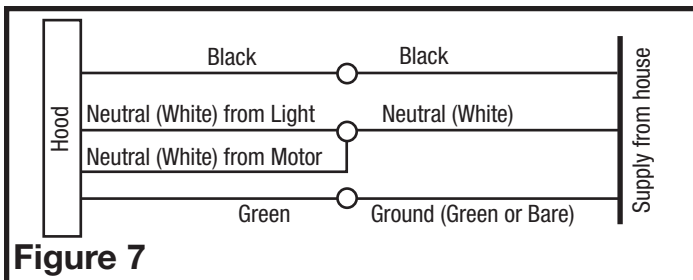 Black Black
Hood
Neutral (White) from Light Neutral (White)
Neutral (White) from Motor
Supply from house
Green Ground (Green or Bare)
Figure 7